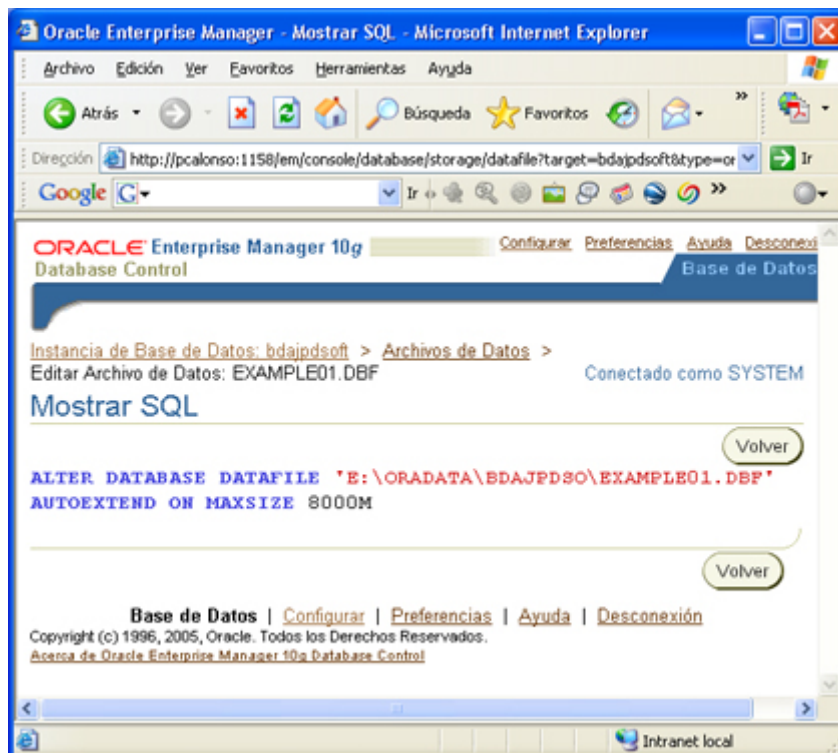 Oracle Enterprise Manager - Mostrar SQL - Microsoft Internet Explorer
Archivo Edición Ver Favoritos Herramientas Ayuda
Atrás Búsqueda Favoritos »
Dirección http://pcalonso:1158/em/console/database/storage/datafile?target=bdajpdsoft&type=or Ir
Google G Ir »
ORACLE Enterprise Manager 10g Configurar Preferencias Ayuda Desconexi
Database Control Base de Datos
Instancia de Base de Datos: bdajpdsoft > Archivos de Datos >
Editar Archivo de Datos: EXAMPLE01.DBF Conectado como SYSTEM
Mostrar SQL
Volver
ALTER DATABASE DATAFILE 'E:\ORADATA\BDAJPDSO\EXAMPLE01.DBF'
AUTOEXTEND ON MAXSIZE 8000M
Volver
Base de Datos | Configurar | Preferencias | Ayuda | Desconexión
Copyright (c) 1996, 2005, Oracle. Todos los Derechos Reservados.
Acerca de Oracle Enterprise Manager 10g Database Control
Intranet local